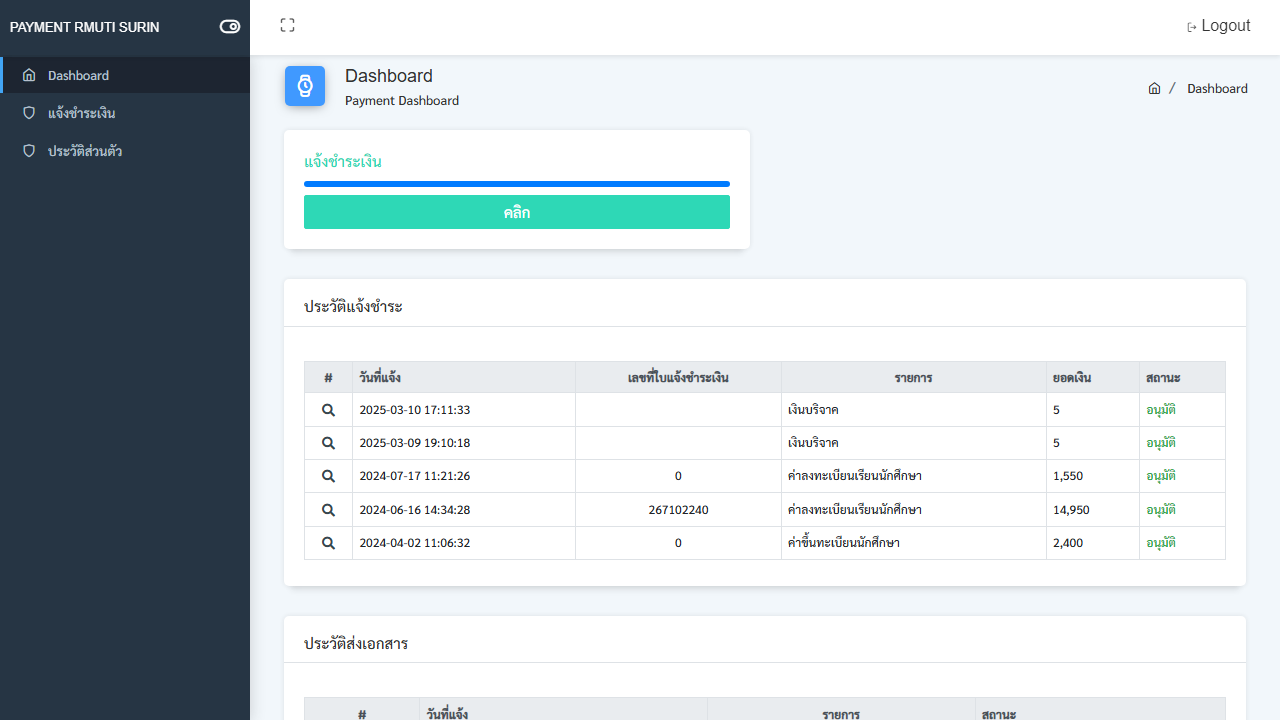 PAYMENT RMUTI SURIN
Logout
Dashboard
แจ้งชำระเงิน
ประวัติส่วนตัว
Dashboard
Payment Dashboard
/ Dashboard
แจ้งชำระเงิน
คลิก
ประวัติแจ้งชำระ
# วันที่แจ้ง เลขที่ใบแจ้งชำระเงิน รายการ ยอดเงิน สถานะ
2025-03-10 17:11:33 เงินบริจาค 5 อนุมัติ
2025-03-09 19:10:18 เงินบริจาค 5 อนุมัติ
2024-07-17 11:21:26 0 ค่าลงทะเบียนเรียนนักศึกษา 1,550 อนุมัติ
2024-06-16 14:34:28 267102240 ค่าลงทะเบียนเรียนนักศึกษา 14,950 อนุมัติ
2024-04-02 11:06:32 0 ค่าขึ้นทะเบียนนักศึกษา 2,400 อนุมัติ
ประวัติส่งเอกสาร
# วันที่แจ้ง รายการ สถานะ